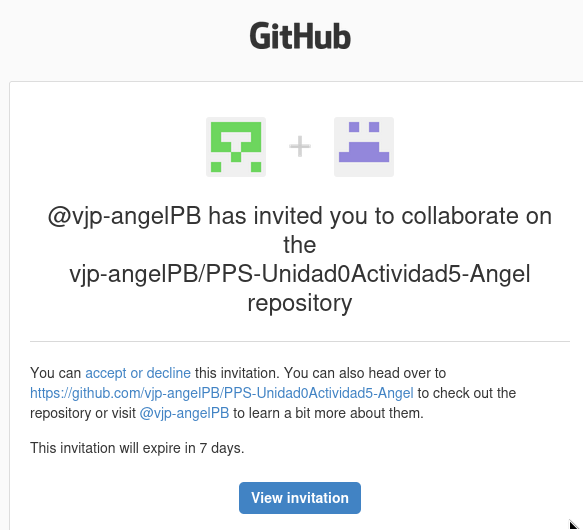 GitHub
@vjp-angelPB has invited you to collaborate on
the
vjp-angelPB/PPS-Unidad0Actividad5-Angel
repository
You can accept or decline this invitation. You can also head over to
https://github.com/vjp-angelPB/PPS-Unidad0Actividad5-Angel to check out the
repository or visit @vjp-angelPB to learn a bit more about them.
This invitation will expire in 7 days.
View invitation